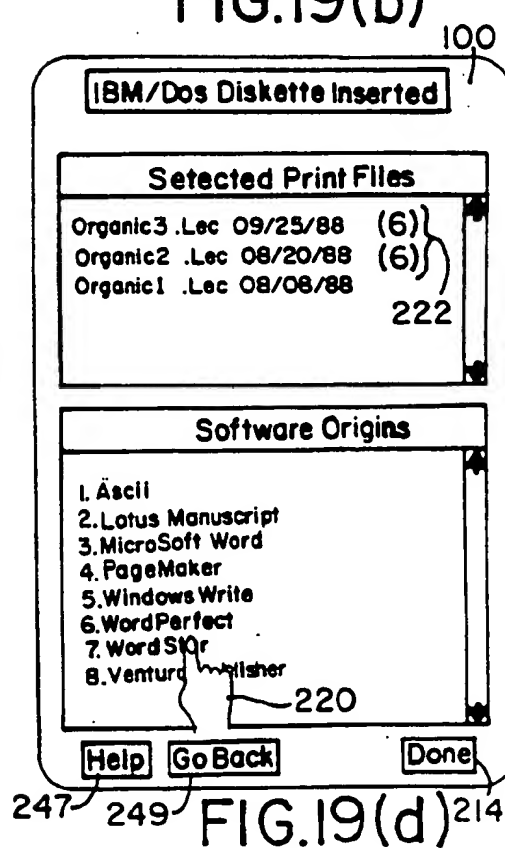 FIG.19(b)
100
IBM/Dos Diskette Inserted
Setected Print Files
Organic3 .Lec 09/25/88 (6)
Organic2 .Lec 08/20/88 (6)
Organic1 .Lec 08/08/88
222
Software Origins
1. Ascii
2. Lotus Manuscript
3. MicroSoft Word
4. PageMaker
5. Windows Write
6. WordPerfect
7. WordStar
8. Ventura lisher
220
Help Go Back Done
247 249 214
FIG.19(d)